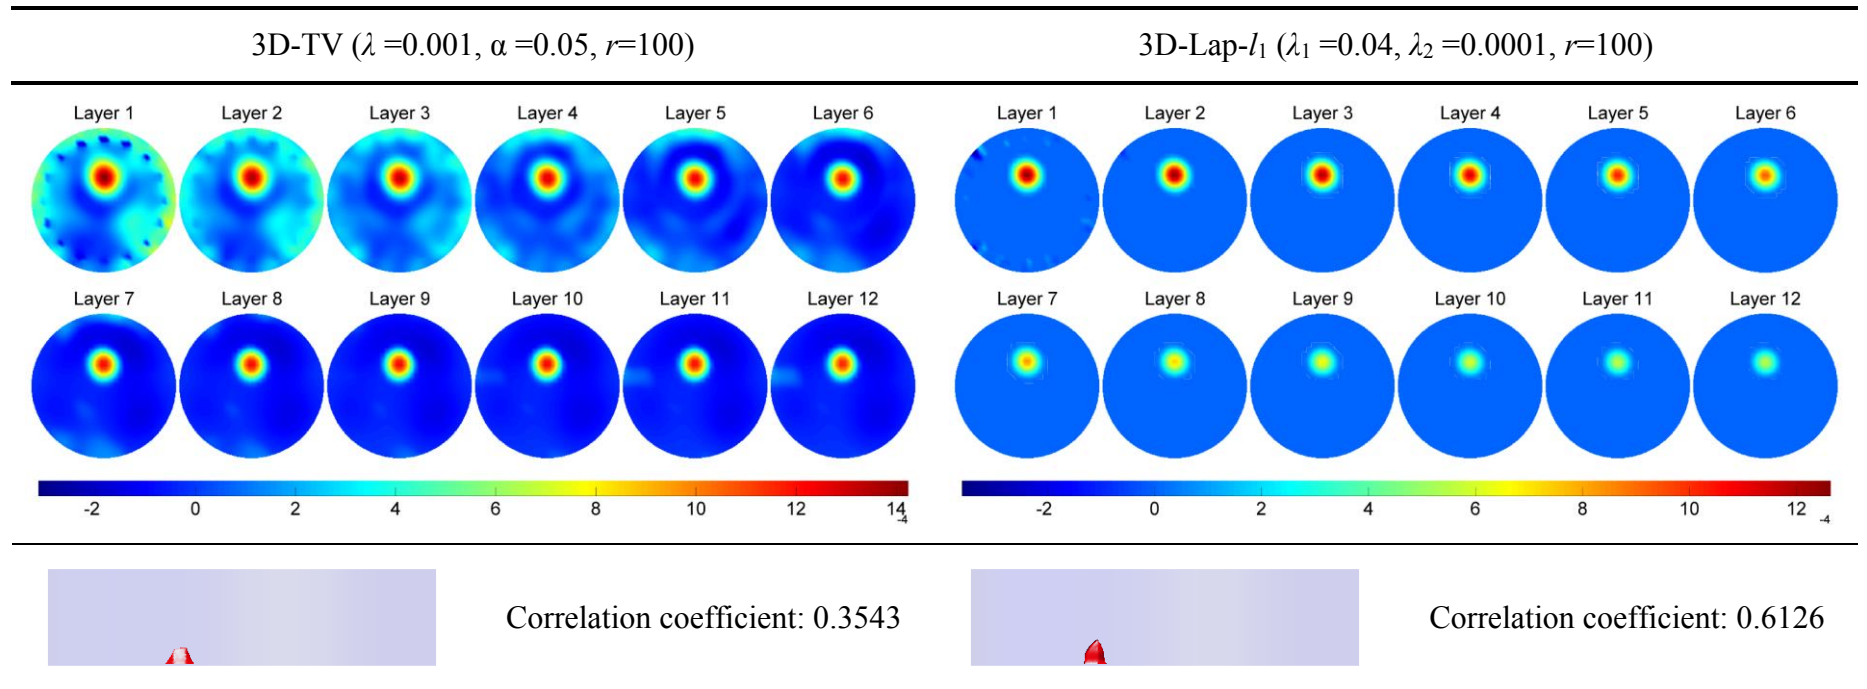 3D-TV (λ =0.001, α =0.05, r=100)
3D-Lap-l1 (λ1 =0.04, λ2 =0.0001, r=100)
Layer 1 Layer 2 Layer 3 Layer 4 Layer 5 Layer 6
Layer 7 Layer 8 Layer 9 Layer 10 Layer 11 Layer 12
-2 0 2 4 6 8 10 12 14
-4
Layer 1 Layer 2 Layer 3 Layer 4 Layer 5 Layer 6
Layer 7 Layer 8 Layer 9 Layer 10 Layer 11 Layer 12
-2 0 2 4 6 8 10 12
-4
Correlation coefficient: 0.3543
Correlation coefficient: 0.6126